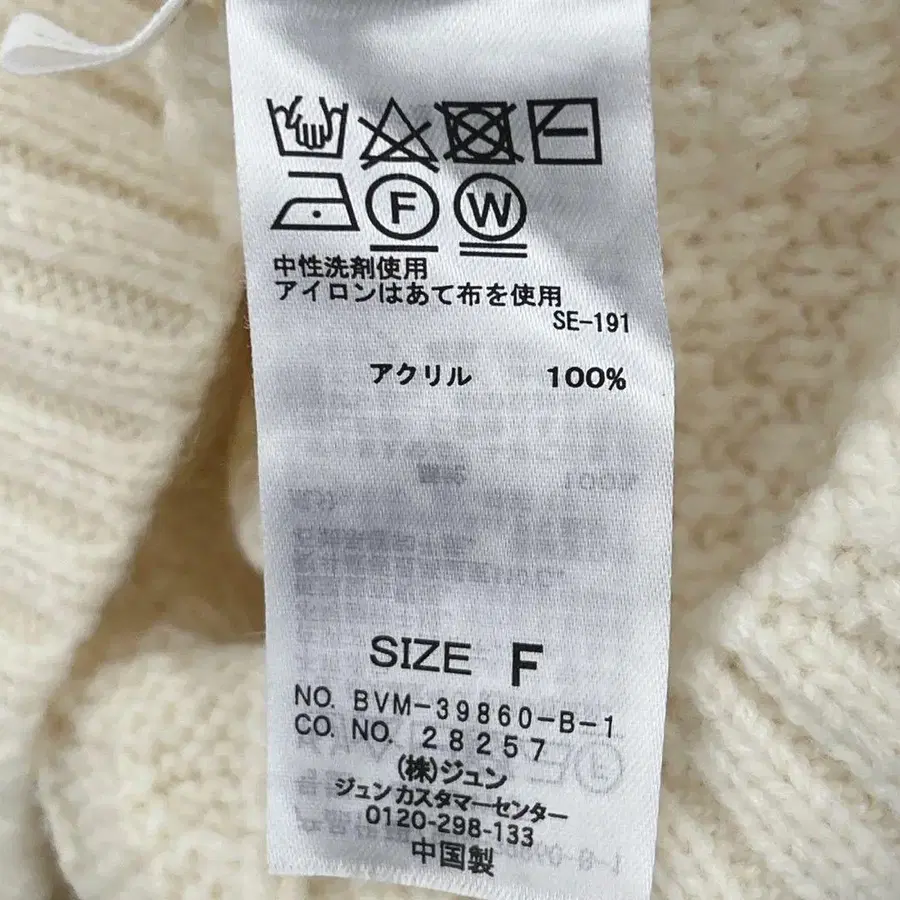 F W
中性洗剤使用
アイロンはあて布を使用
SE-191
アクリル 100%
SIZE F
NO. BVM-39860-B-1
CO. NO. 28257
(株)ジュン
ジュンカスタマーセンター
0120-298-133
中国製